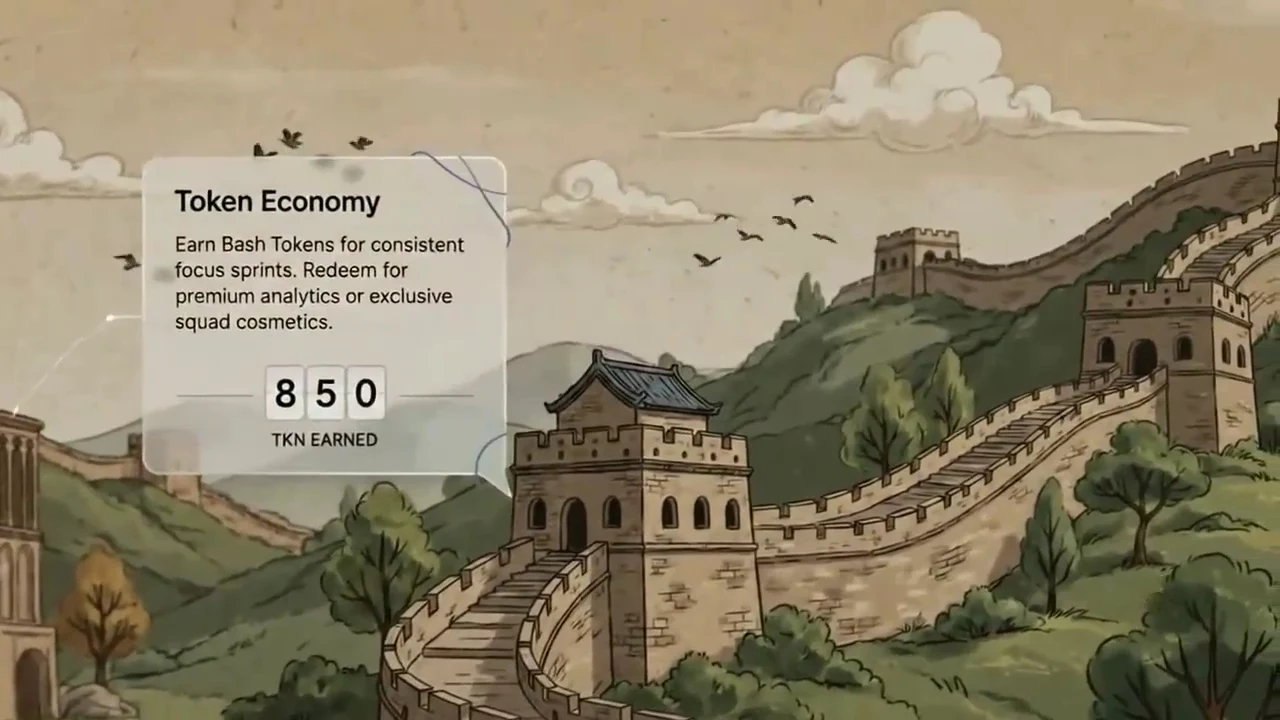 Token Economy
Earn Bash Tokens for consistent
focus sprints. Redeem for
premium analytics or exclusive
squad cosmetics.
850
TKN EARNED